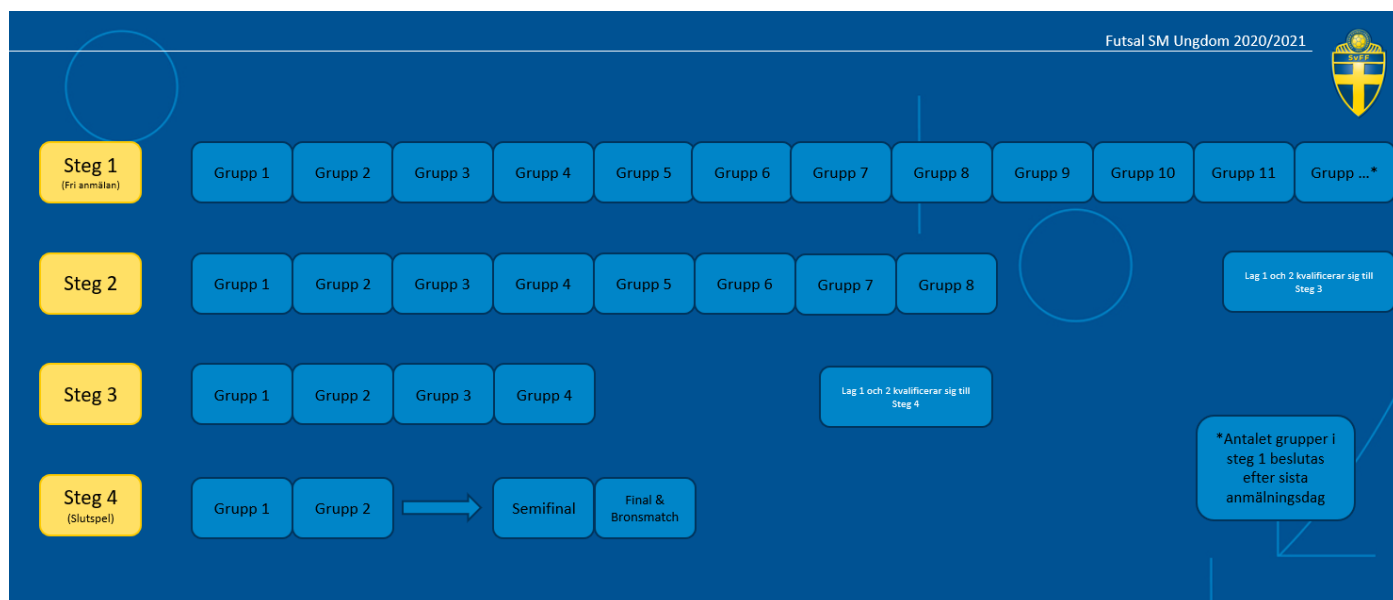 Futsal SM Ungdom 2020/2021
SvFF
Steg 1
(Fri anmälan)
Grupp 1
Grupp 2
Grupp 3
Grupp 4
Grupp 5
Grupp 6
Grupp 7
Grupp 8
Grupp 9
Grupp 10
Grupp 11
Grupp ...*
Steg 2
Grupp 1
Grupp 2
Grupp 3
Grupp 4
Grupp 5
Grupp 6
Grupp 7
Grupp 8
Lag 1 och 2 kvalificerar sig till
Steg 3
Steg 3
Grupp 1
Grupp 2
Grupp 3
Grupp 4
Lag 1 och 2 kvalificerar sig till
Steg 4
*Antalet grupper i
steg 1 beslutas
efter sista
anmälningsdag
Steg 4
(Slutspel)
Grupp 1
Grupp 2
Semifinal
Final &
Bronsmatch